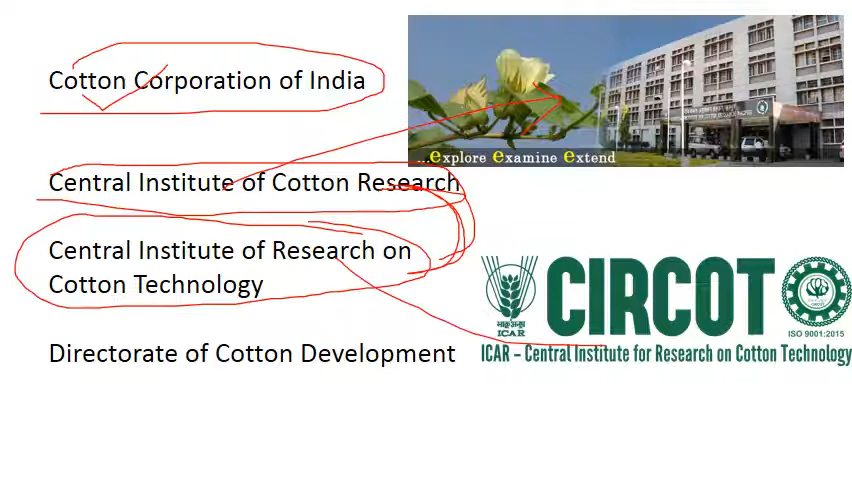 Cotton Corporation of India
...explore examine extend
Central Institute of Cotton Research
Central Institute of Research on
Cotton Technology
Directorate of Cotton Development
ICAR
CIRCOT
ISO 9001:2015
ICAR – Central Institute for Research on Cotton Technology